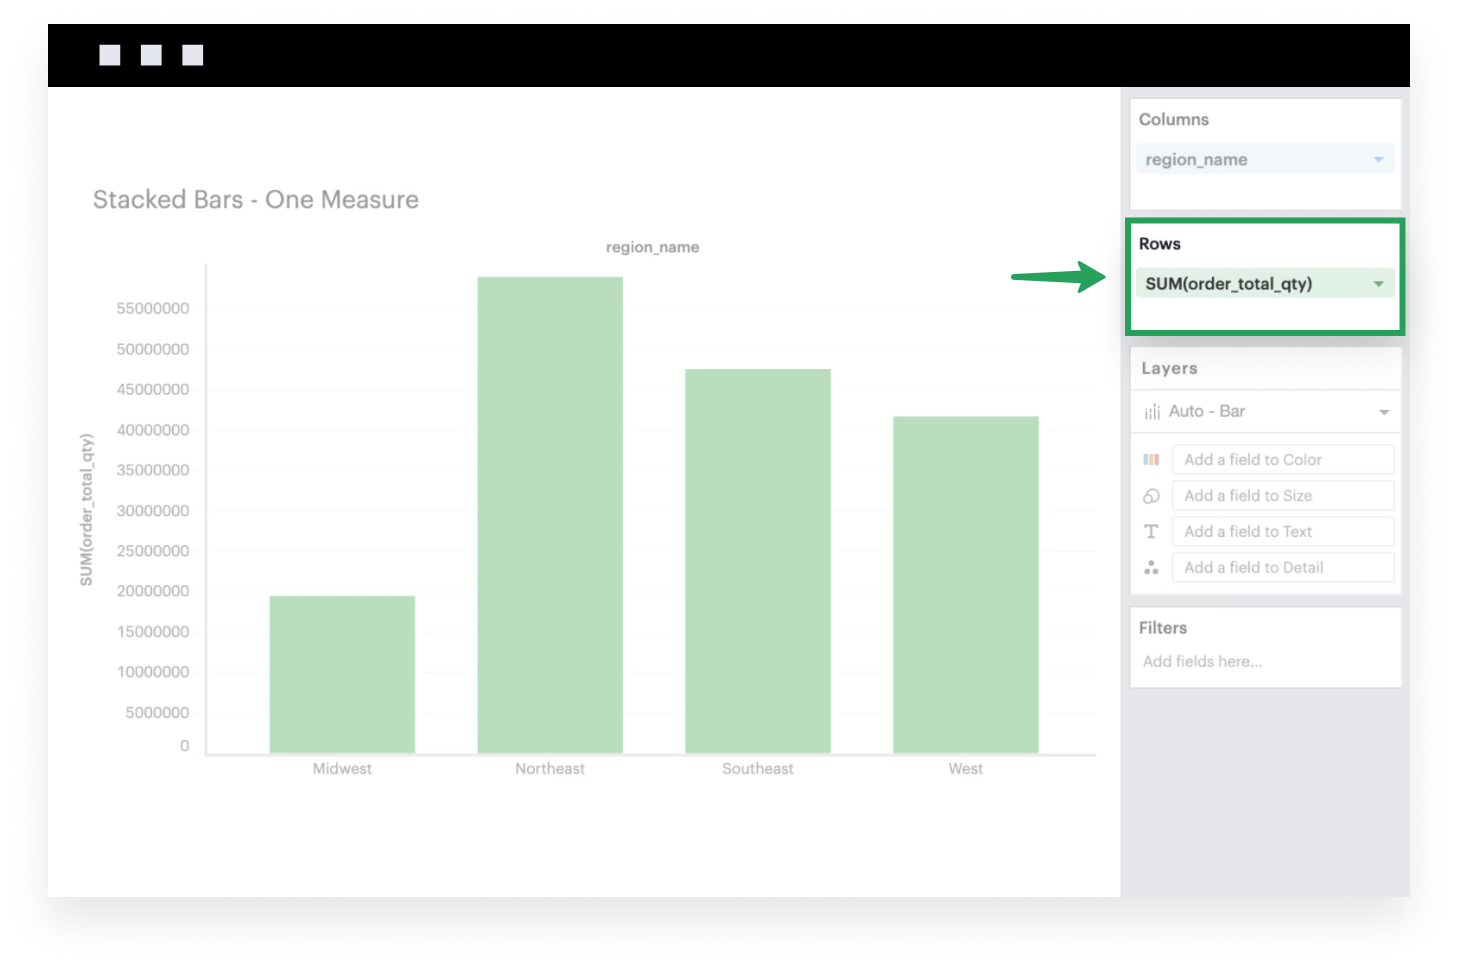 Stacked Bars - One Measure
region_name
SUM(order_total_qty)
55000000
50000000
45000000
40000000
35000000
30000000
25000000
20000000
15000000
10000000
5000000
0
Midwest Northeast Southeast West
Columns
region_name
Rows
SUM(order_total_qty)
Layers
Auto - Bar
Add a field to Color
Add a field to Size
T Add a field to Text
Add a field to Detail
Filters
Add fields here...